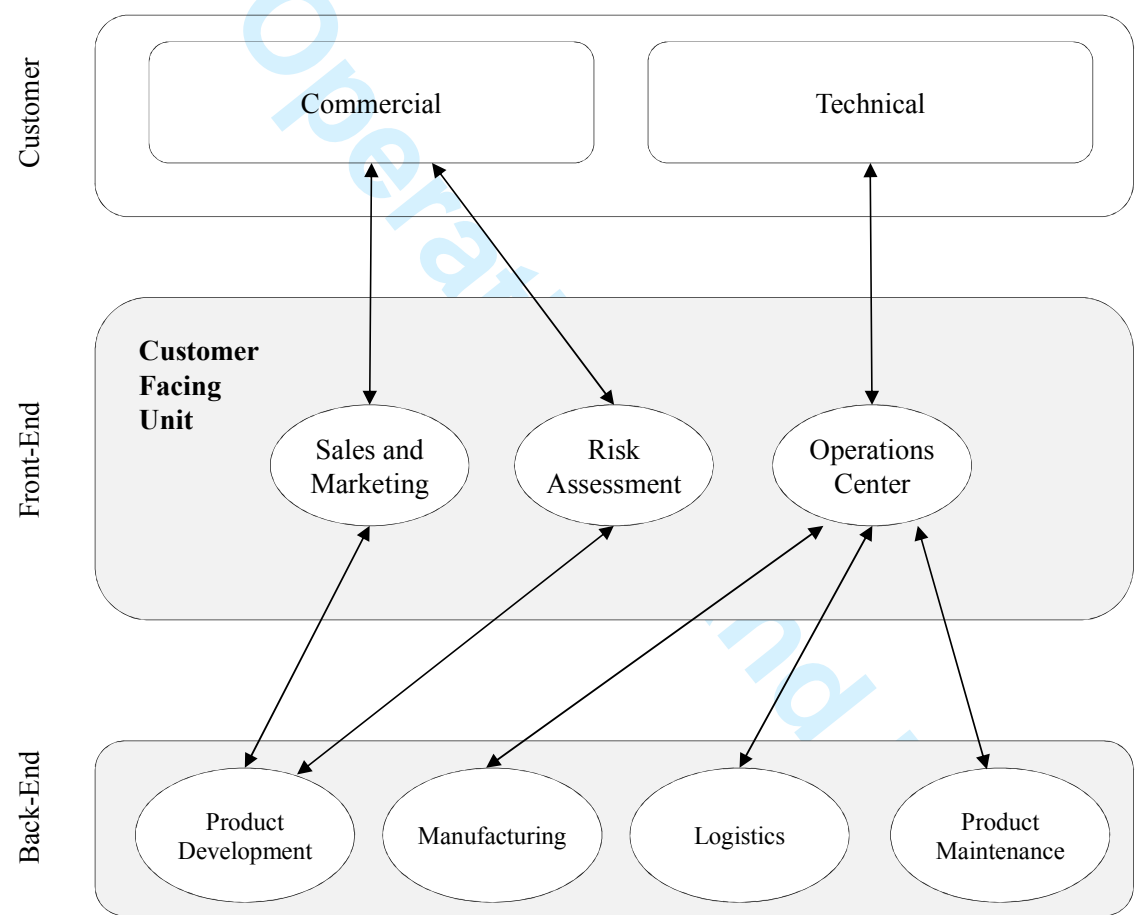 Customer
Commercial
Technical
Front-End
Customer
Facing
Unit
Sales and
Marketing
Risk
Assessment
Operations
Center
Back-End
Product
Development
Manufacturing
Logistics
Product
Maintenance